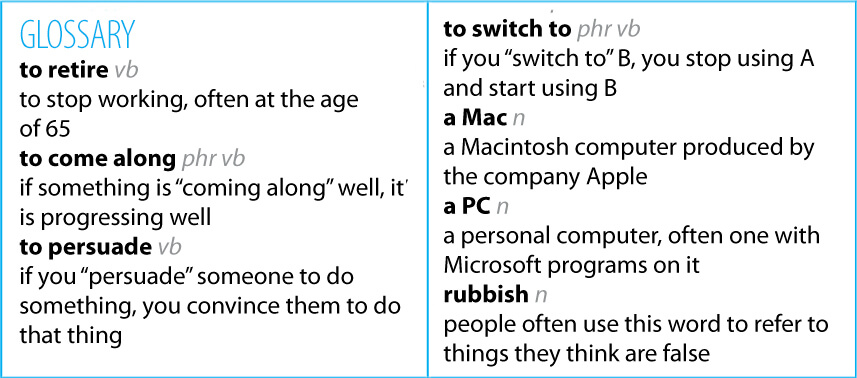 GLOSSARY
to retire vb
to stop working, often at the age
of 65
to come along phr vb
if something is “coming along” well, it’
is progressing well
to persuade vb
if you “persuade” someone to do
something, you convince them to do
that thing
to switch to phr vb
if you “switch to” B, you stop using A
and start using B
a Mac n
a Macintosh computer produced by
the company Apple
a PC n
a personal computer, often one with
Microsoft programs on it
rubbish n
people often use this word to refer to
things they think are false